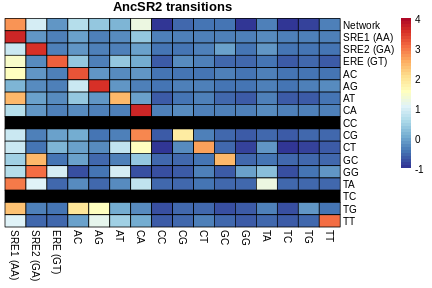 AncSR2 transitions
Network
SRE1 (AA)
SRE2 (GA)
ERE (GT)
AC
AG
AT
CA
CC
CG
CT
GC
GG
TA
TC
TG
TT
4
3
2
1
0
-1
SRE1 (AA)
SRE2 (GA)
ERE (GT)
AC
AG
AT
CA
CC
CG
CT
GC
GG
TA
TC
TG
TT